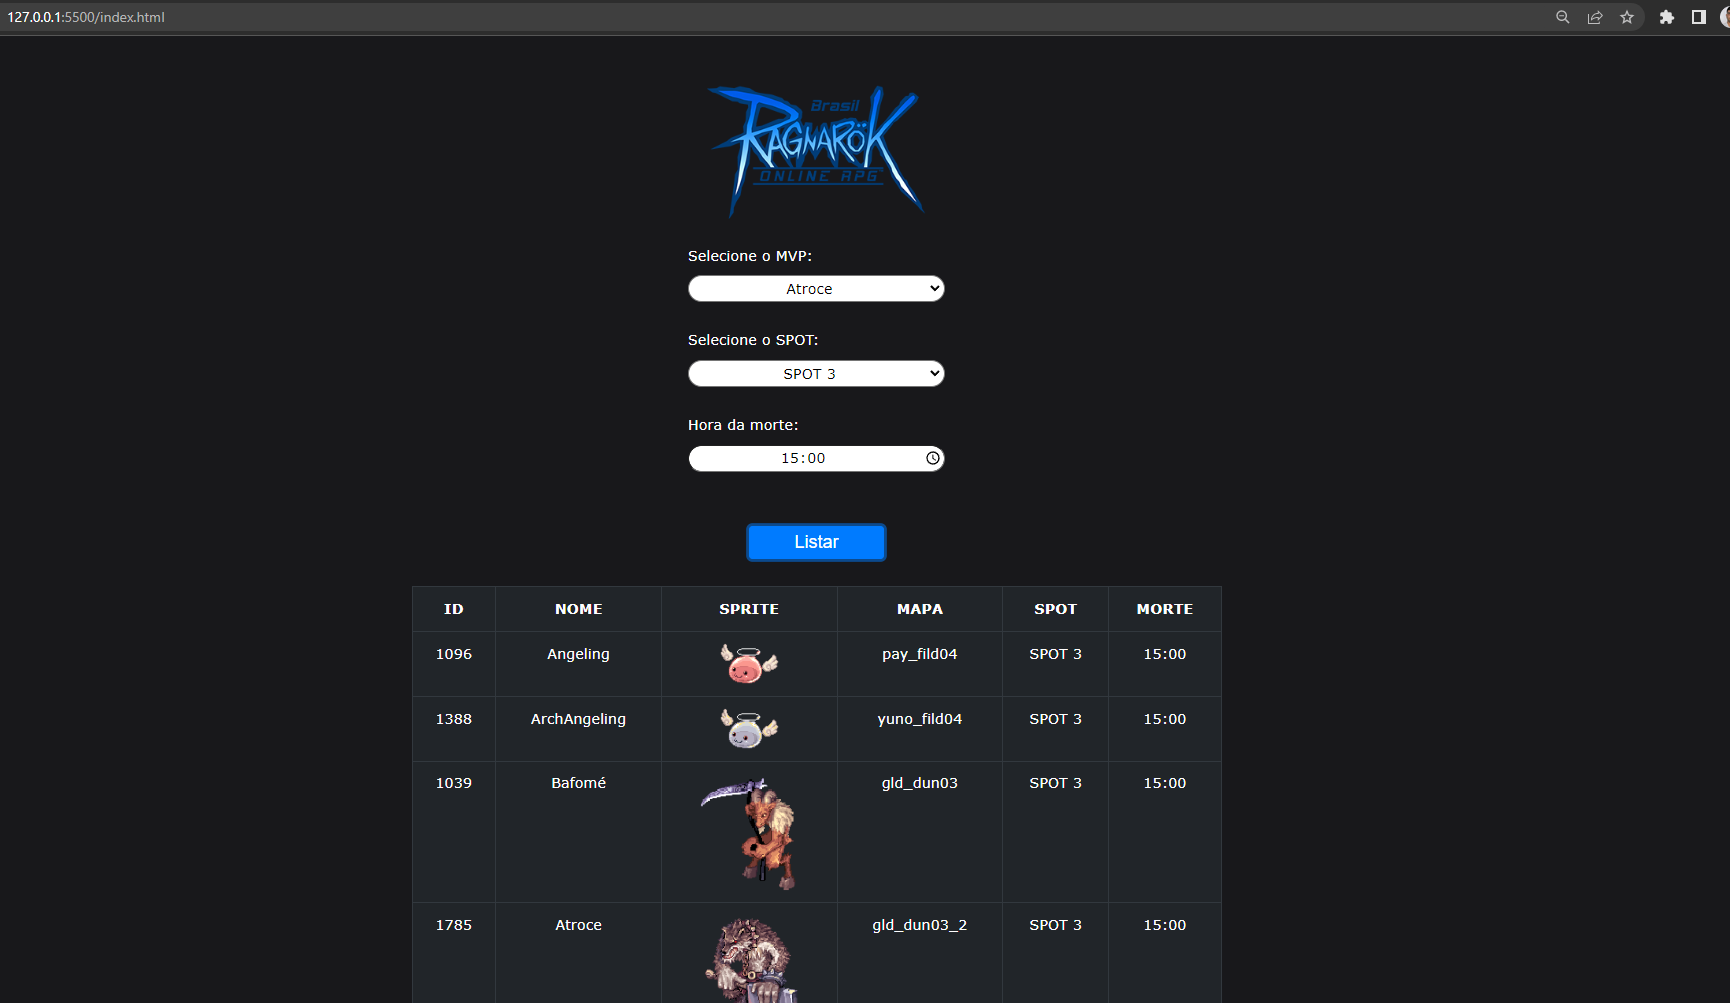 127.0.0.1:5500/index.html
Brasil
RAGNARÖK
ONLINE RPG
Selecione o MVP:
Atroce
Selecione o SPOT:
SPOT 3
Hora da morte:
15:00
Listar
ID NOME SPRITE MAPA SPOT MORTE
1096 Angeling pay_fild04 SPOT 3 15:00
1388 ArchAngeling yuno_fild04 SPOT 3 15:00
1039 Bafomé gld_dun03 SPOT 3 15:00
1785 Atroce gld_dun03_2 SPOT 3 15:00